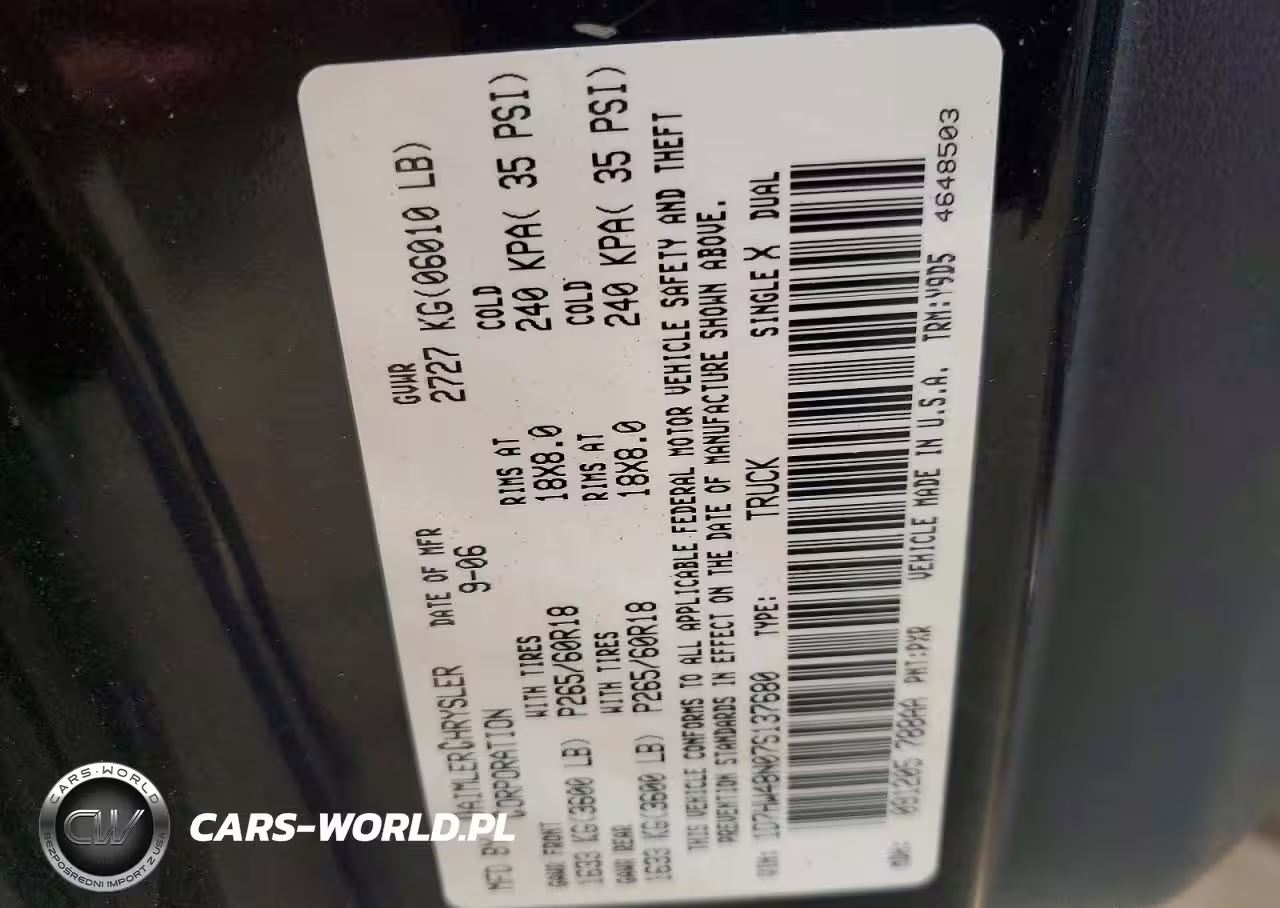 MFD BY DAIMLERCHRYSLER CORPORATION
DATE OF MFR 9-06
GVWR 2727 KG(06010 LB)
GAWR FRONT WITH TIRES RIMS AT COLD
1633 KG(3600 LB) P265/60R18 18X8.0 240 KPA( 35 PSI)
GAWR REAR WITH TIRES RIMS AT COLD
1633 KG(3600 LB) P265/60R18 18X8.0 240 KPA( 35 PSI)
THIS VEHICLE CONFORMS TO ALL APPLICABLE FEDERAL MOTOR VEHICLE SAFETY AND THEFT
PREVENTION STANDARDS IN EFFECT ON THE DATE OF MANUFACTURE SHOWN ABOVE.
VIN: 1D7HW48N07S137680 TYPE: TRUCK SINGLE X DUAL
MDH: 091205 788AA PNT:PXR VEHICLE MADE IN U.S.A. TRM:Y9D5 4648503
CARS-WORLD
CW
BEZPOŚREDNI IMPORT Z USA
CARS-WORLD.PL